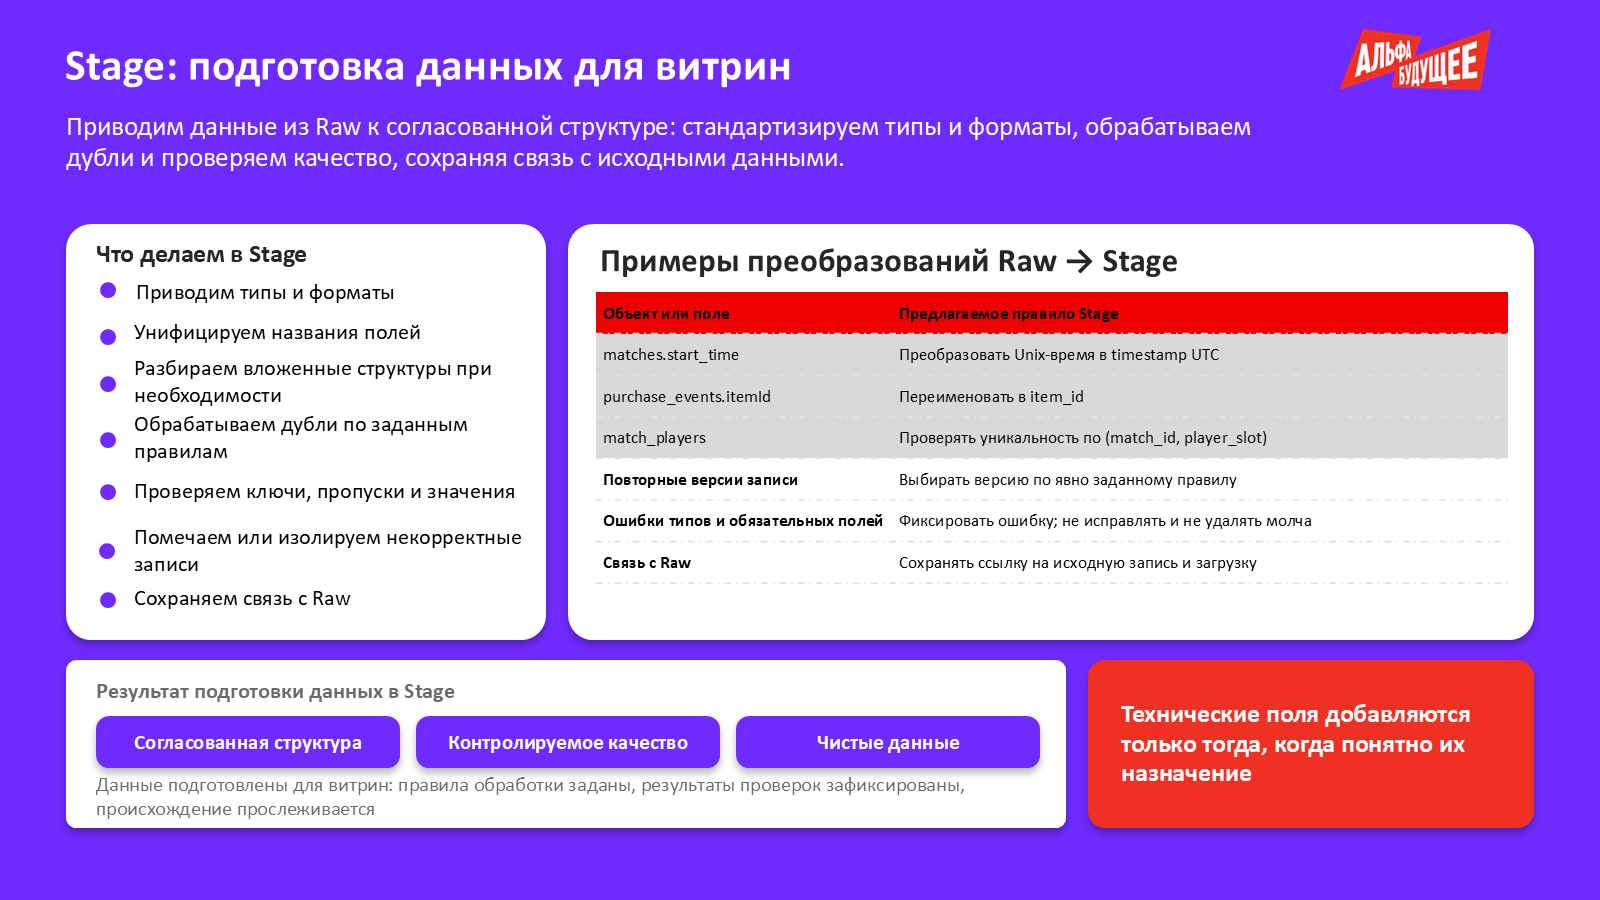 Stage: подготовка данных для витрин
АЛЬФА
БУДУЩЕЕ
Приводим данные из Raw к согласованной структуре: стандартизируем типы и форматы, обрабатываем
дубли и проверяем качество, сохраняя связь с исходными данными.
Что делаем в Stage
Приводим типы и форматы
Унифицируем названия полей
Разбираем вложенные структуры при
необходимости
Обрабатываем дубли по заданным
правилам
Проверяем ключи, пропуски и значения
Помечаем или изолируем некорректные
записи
Сохраняем связь с Raw
Примеры преобразований Raw → Stage
Объект или поле Предлагаемое правило Stage
matches.start_time Преобразовать Unix-время в timestamp UTC
purchase_events.itemId Переименовать в item_id
match_players Проверять уникальность по (match_id, player_slot)
Повторные версии записи Выбирать версию по явно заданному правилу
Ошибки типов и обязательных полей Фиксировать ошибку; не исправлять и не удалять молча
Связь с Raw Сохранять ссылку на исходную запись и загрузку
Результат подготовки данных в Stage
Согласованная структура Контролируемое качество Чистые данные
Данные подготовлены для витрин: правила обработки заданы, результаты проверок зафиксированы,
происхождение прослеживается
Технические поля добавляются
только тогда, когда понятно их
назначение